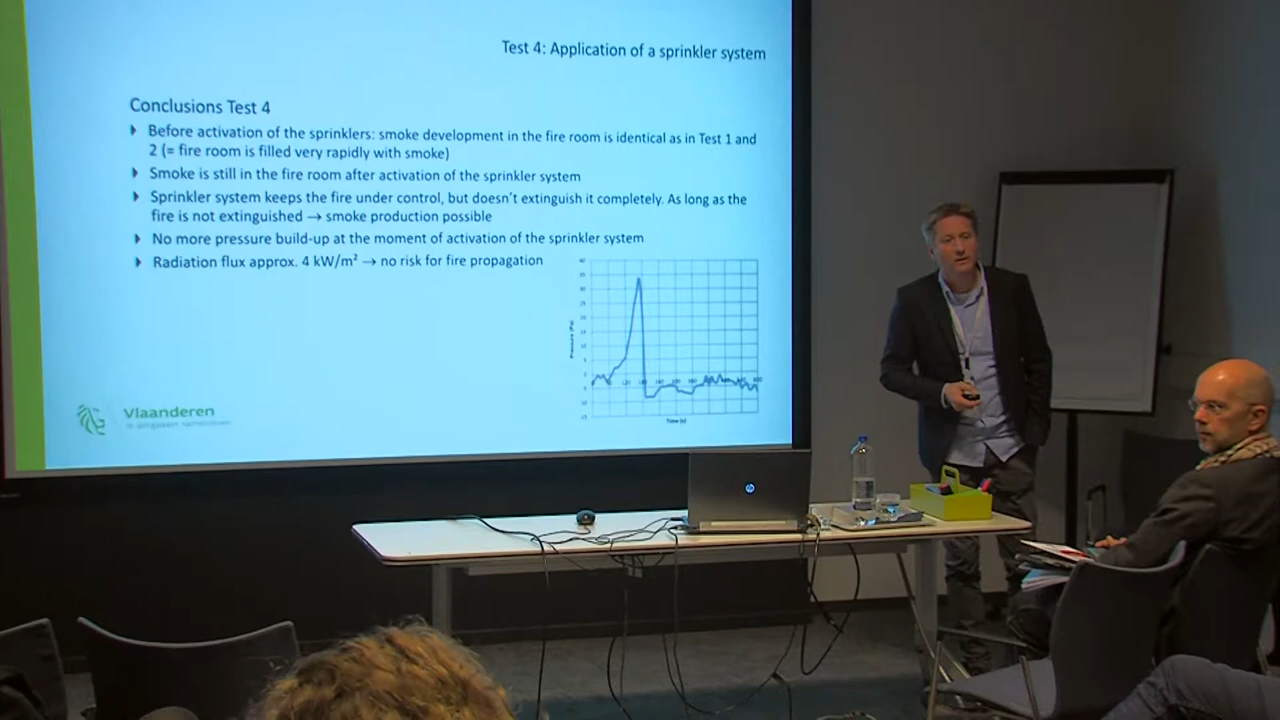 Test 4: Application of a sprinkler system
Conclusions Test 4
Before activation of the sprinklers: smoke development in the fire room is identical as in Test 1 and
2 (= fire room is filled very rapidly with smoke)
Smoke is still in the fire room after activation of the sprinkler system
Sprinkler system keeps the fire under control, but doesn't extinguish it completely. As long as the
fire is not extinguished → smoke production possible
No more pressure build-up at the moment of activation of the sprinkler system
Radiation flux approx. 4 kW/m² → no risk for fire propagation
Pressure (Pa)
Time (s)
Vlaanderen
hp